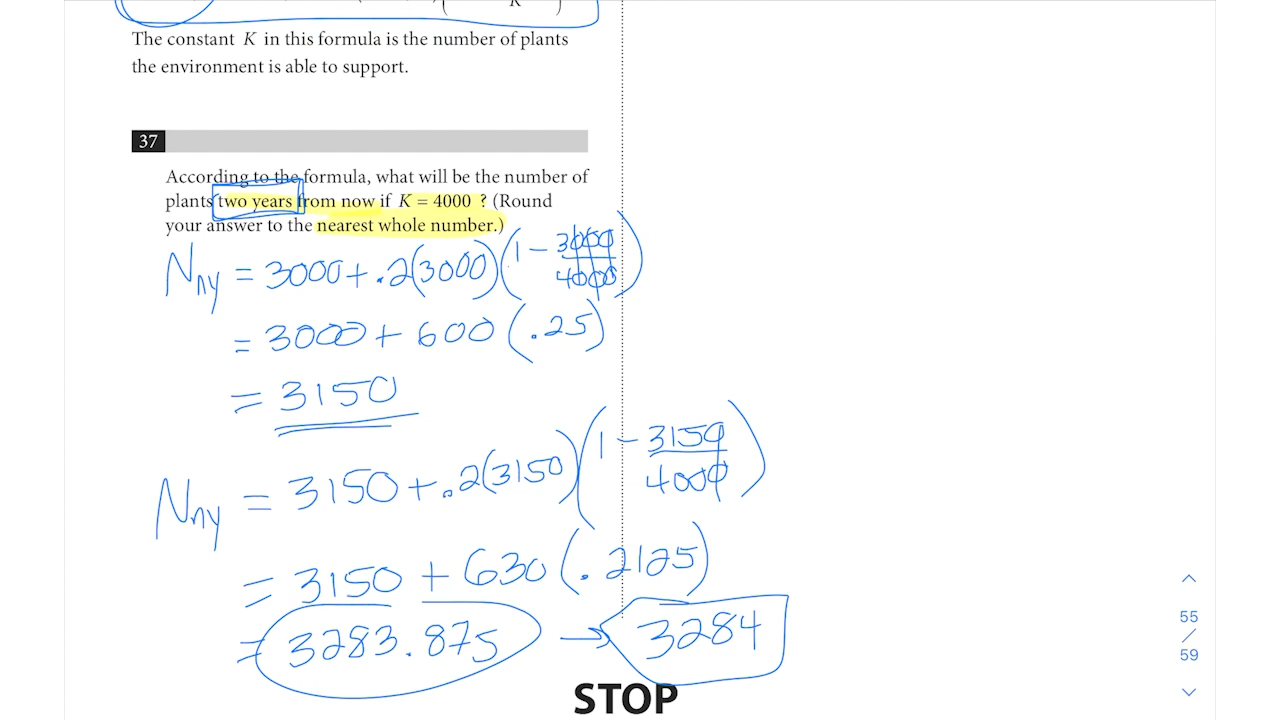 K
The constant K in this formula is the number of plants
the environment is able to support.
37
According to the formula, what will be the number of
plants two years from now if K = 4000 ? (Round
your answer to the nearest whole number.)
Nny = 3000 + .2(3000)(1 - 3000/4000)
= 3000 + 600 (.25)
= 3150
Nny = 3150 + .2(3150)(1 - 3150/4000)
= 3150 + 630 (.2125)
= 3283.875 → 3284
STOP
55
/
59